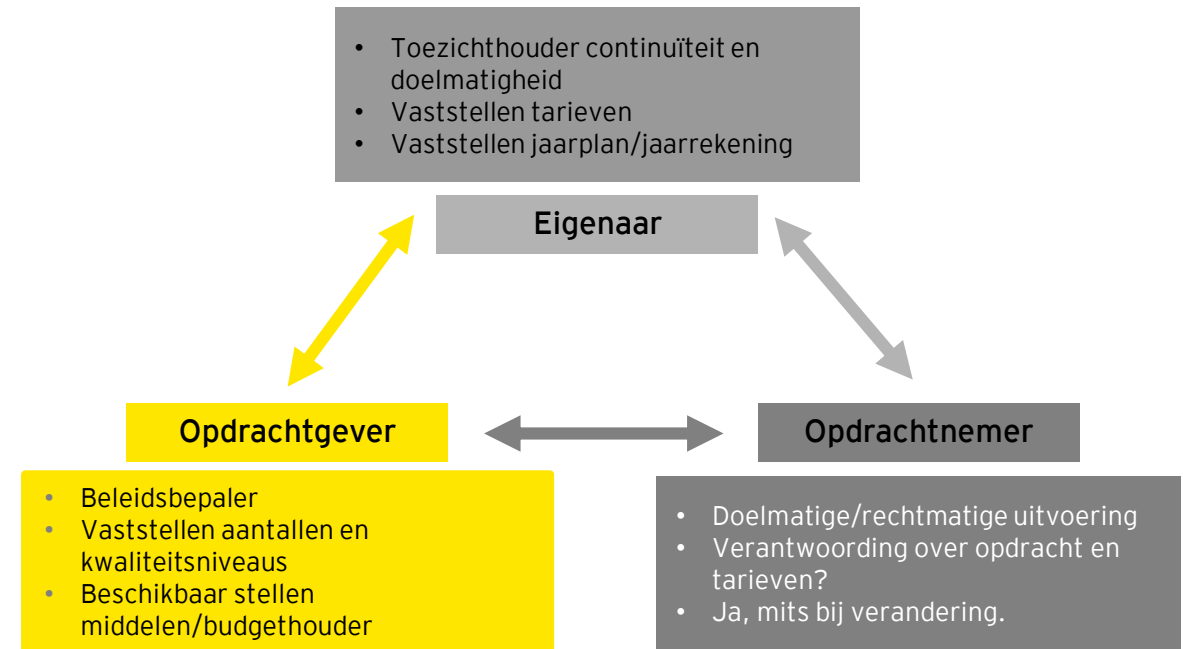 • Toezichthouder continuïteit en
doelmatigheid
• Vaststellen tarieven
• Vaststellen jaarplan/jaarrekening
Eigenaar
Opdrachtgever
Opdrachtnemer
• Beleidsbepaler
• Vaststellen aantallen en
kwaliteitsniveaus
• Beschikbaar stellen
middelen/budgethouder
• Doelmatige/rechtmatige uitvoering
• Verantwoording over opdracht en
tarieven?
• Ja, mits bij verandering.